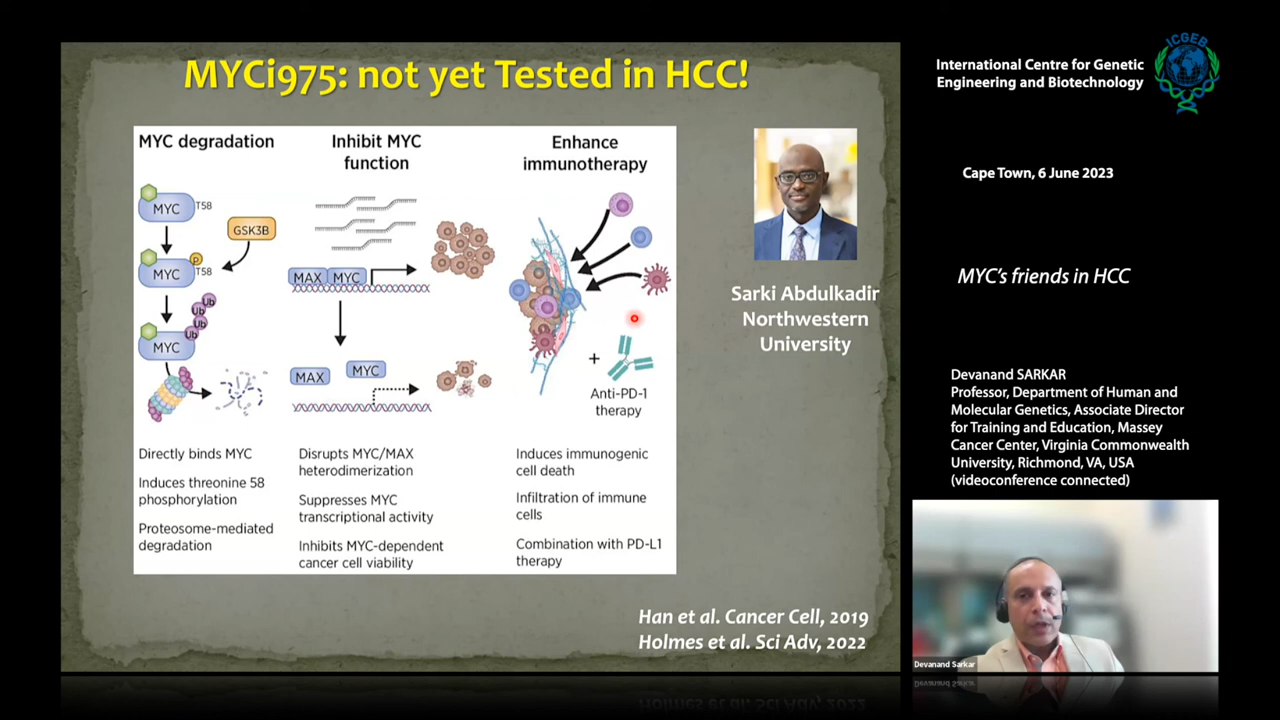 MYCi975: not yet Tested in HCC!
MYC degradation
MYC
T58
GSK3B
MYC
P
T58
Ub
Ub
Ub
Ub
MYC
Directly binds MYC
Induces threonine 58
phosphorylation
Proteosome-mediated
degradation
Inhibit MYC
function
MAX MYC
MAX
MYC
Disrupts MYC/MAX
heterodimerization
Suppresses MYC
transcriptional activity
Inhibits MYC-dependent
cancer cell viability
Enhance
immunotherapy
+
Anti-PD-1
therapy
Induces immunogenic
cell death
Infiltration of immune
cells
Combination with PD-L1
therapy
Sarki Abdulkadir
Northwestern
University
Han et al. Cancer Cell, 2019
Holmes et al. Sci Adv, 2022
International Centre for Genetic
Engineering and Biotechnology
ICGEB
Cape Town, 6 June 2023
MYC's friends in HCC
Devanand SARKAR
Professor, Department of Human and
Molecular Genetics, Associate Director
for Training and Education, Massey
Cancer Center, Virginia Commonwealth
University, Richmond, VA, USA
(videoconference connected)
Devanand Sarkar